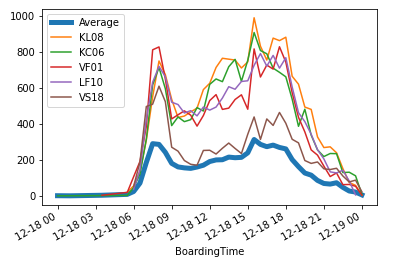 1000
800
600
400
200
0
Average
KL08
KC06
VF01
LF10
VS18
12-18 00
12-18 03
12-18 06
12-18 09
12-18 12
12-18 15
12-18 18
12-18 21
12-19 00
BoardingTime